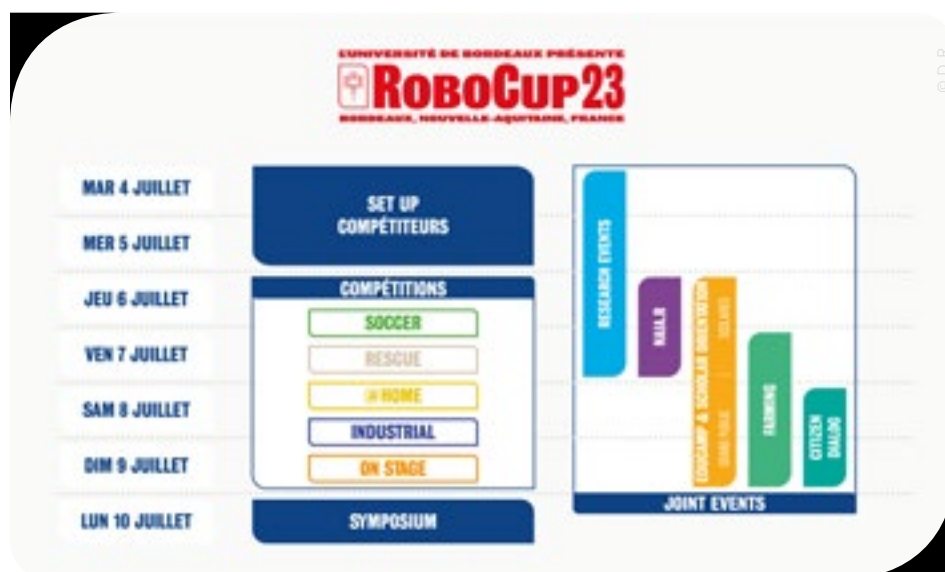 L'UNIVERSITÉ DE BORDEAUX PRÉSENTE
ROBOCUP23
BORDEAUX, NOUVELLE-AQUITAINE, FRANCE
MAR 4 JUILLET
MER 5 JUILLET
JEU 6 JUILLET
VEN 7 JUILLET
SAM 8 JUILLET
DIM 9 JUILLET
LUN 10 JUILLET
SET UP
COMPÉTITEURS
COMPÉTITIONS
SOCCER
RESCUE
@HOME
INDUSTRIAL
ON STAGE
SYMPOSIUM
RESEARCH EVENTS
EDUCAMP & SCHOLAR ORIENTATION
FARMING
CITIZEN
DIALOG
JOINT EVENTS